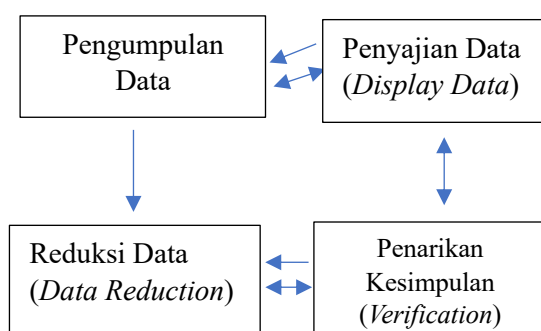 Pengumpulan
Data
Penyajian Data
(Display Data)
Reduksi Data
(Data Reduction)
Penarikan
Kesimpulan
(Verification)